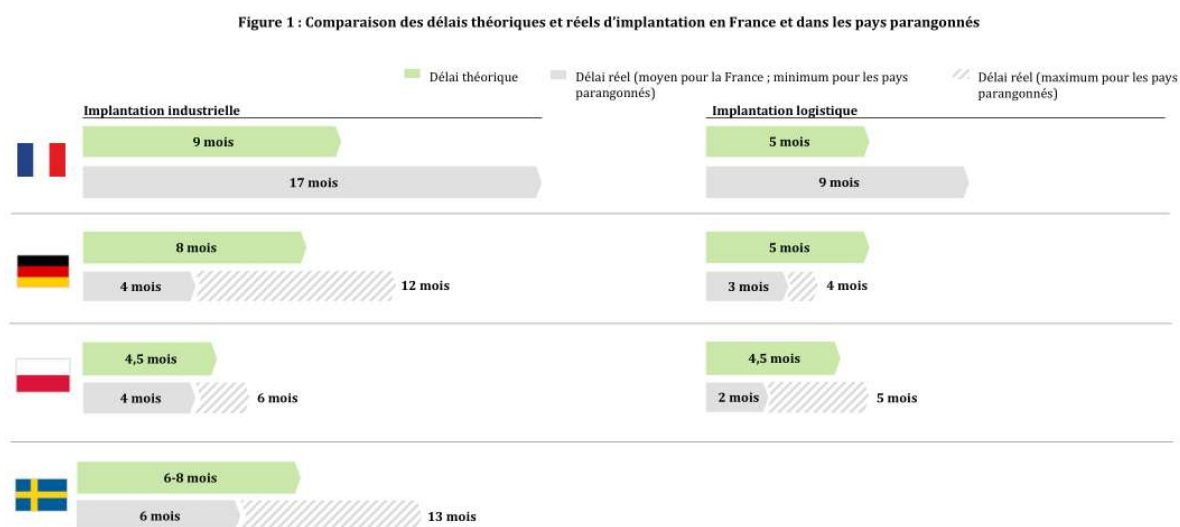 Figure 1 : Comparaison des délais théoriques et réels d'implantation en France et dans les pays parangonnés
Délai théorique
Délai réel (moyen pour la France ; minimum pour les pays
parangonnés)
Délai réel (maximum pour les pays
parangonnés)
Implantation industrielle
Implantation logistique
9 mois
5 mois
17 mois
9 mois
8 mois
5 mois
4 mois
12 mois
3 mois
4 mois
4,5 mois
4,5 mois
4 mois
6 mois
2 mois
5 mois
6-8 mois
6 mois
13 mois